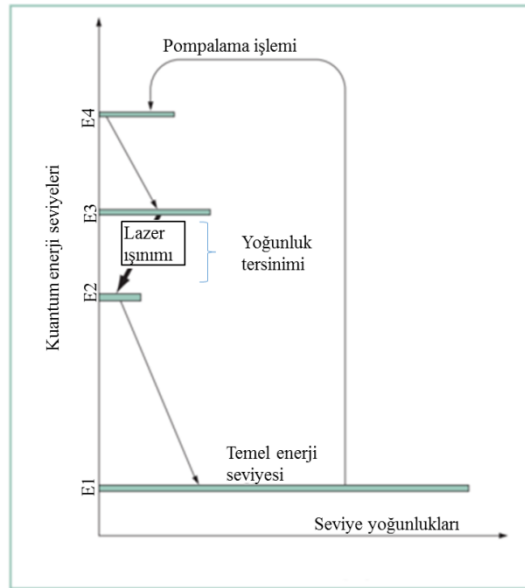 Pompalama işlemi
E4
E3
Lazer
ışınımı
Yoğunluk
tersinimi
E2
Kuantum enerji seviyeleri
Temel enerji
seviyesi
E1
Seviye yoğunlukları